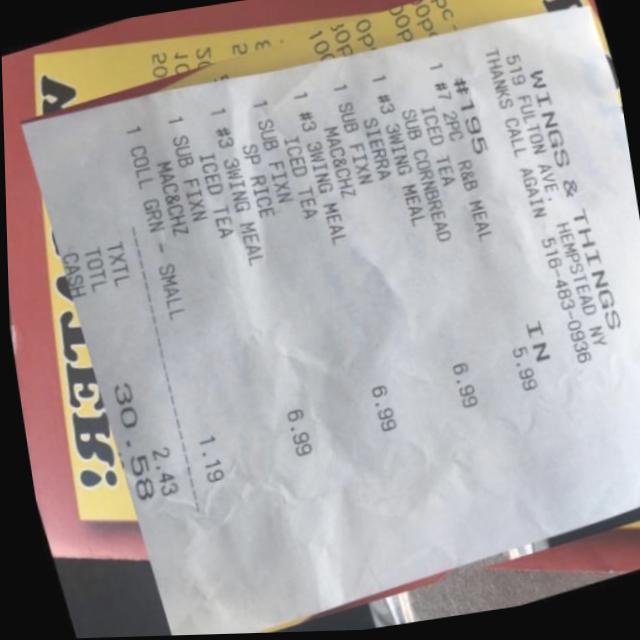 WINGS & THINGS
519 FULTON AVE. HEMPSTEAD NY
THANKS CALL AGAIN 516-483-0936
#195 IN
1 #7 2PC R&B MEAL 5.99
ICED TEA
SUB CORNBREAD
1 #3 3WING MEAL 6.99
SIERRA
1 SUB FIXN
MAC&CHZ
1 #3 3WING MEAL 6.99
ICED TEA
1 SUB FIXN
SP RICE
1 #3 3WING MEAL 6.99
ICED TEA
1 SUB FIXN
MAC&CHZ
1 COLL GRN - SMALL 1.19
TXTL 2.43
TOTL 30.58
CASH